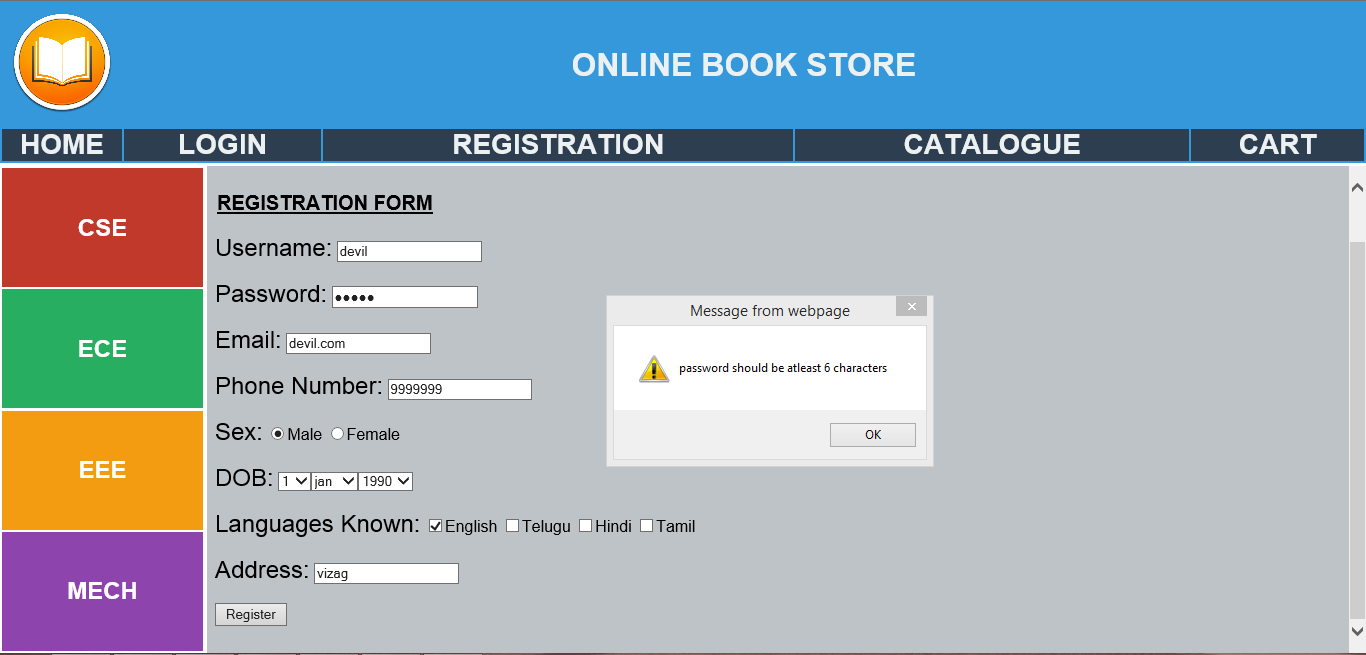 ONLINE BOOK STORE
HOME LOGIN REGISTRATION CATALOGUE CART
CSE
ECE
EEE
MECH
REGISTRATION FORM
Username: devil
Password: •••••
Email: devil.com
Phone Number: 9999999
Sex: Male Female
DOB: 1 jan 1990
Languages Known: English Telugu Hindi Tamil
Address: vizag
Register
Message from webpage
password should be atleast 6 characters
OK